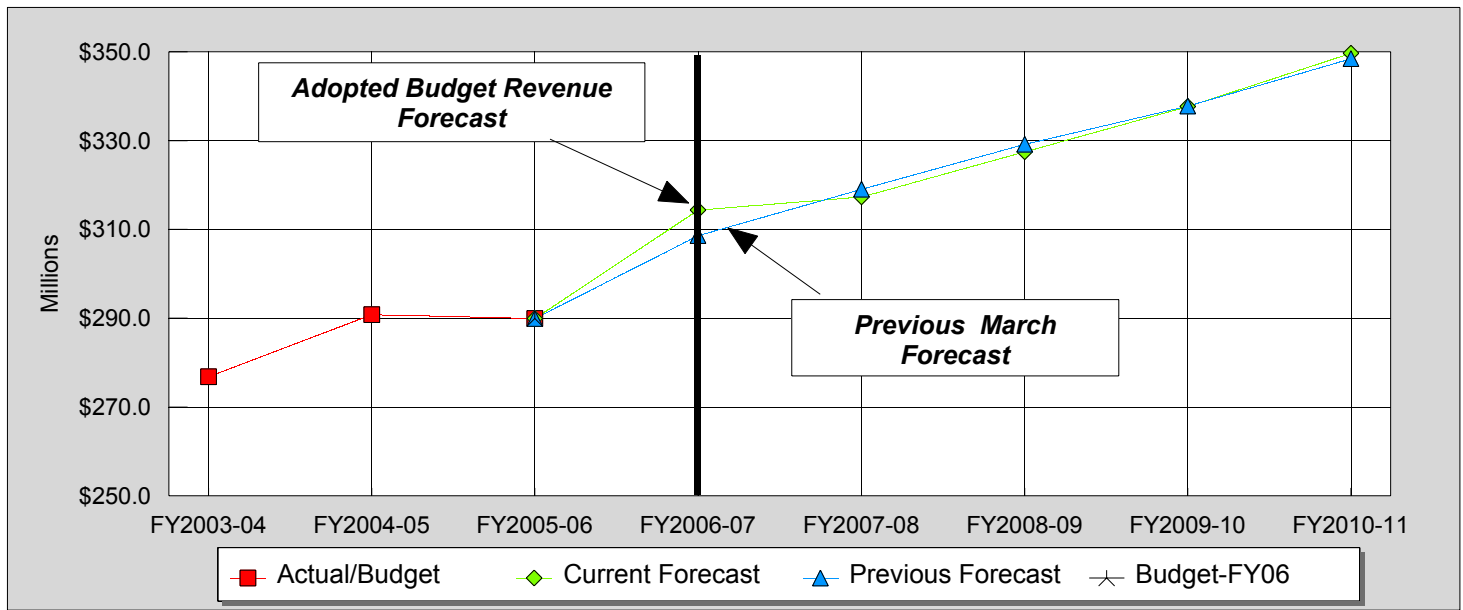 $350.0
$330.0
$310.0
$290.0
$270.0
$250.0
Millions
Adopted Budget Revenue
Forecast
Previous March
Forecast
FY2003-04 FY2004-05 FY2005-06 FY2006-07 FY2007-08 FY2008-09 FY2009-10 FY2010-11
Actual/Budget Current Forecast Previous Forecast Budget-FY06